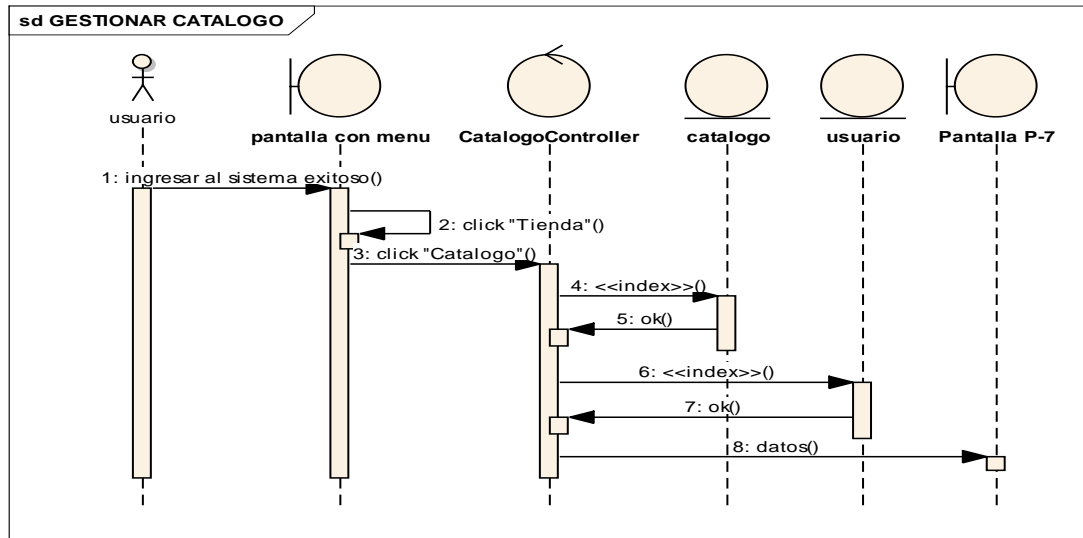 sd GESTIONAR CATALOGO
usuario
pantalla con menu
CatalogoController
catalogo
usuario
Pantalla P-7
1: ingresar al sistema exitoso()
2: click "Tienda"()
3: click "Catalogo"()
4: <<index>>()
5: ok()
6: <<index>>()
7: ok()
8: datos()